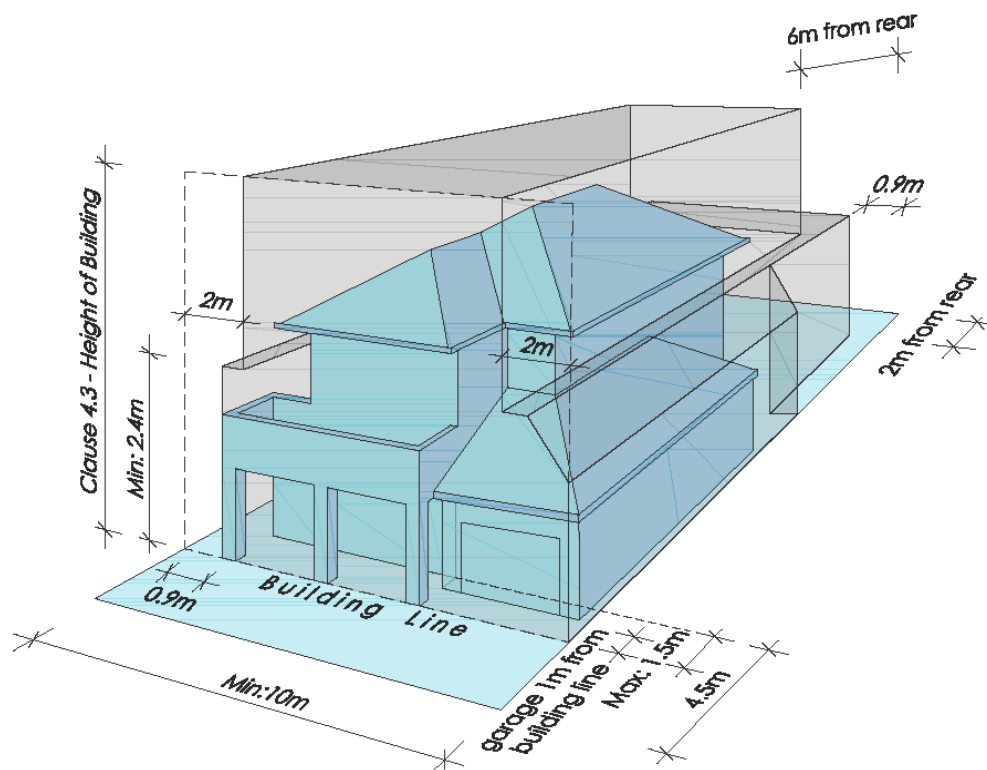 6m from rear
0.9m
Clause 4.3 - Height of Building
2m
2m
2m from rear
Min: 2.4m
0.9m
Building Line
garage 1m from
building line
Max: 1.5m
4.5m
Min:10m